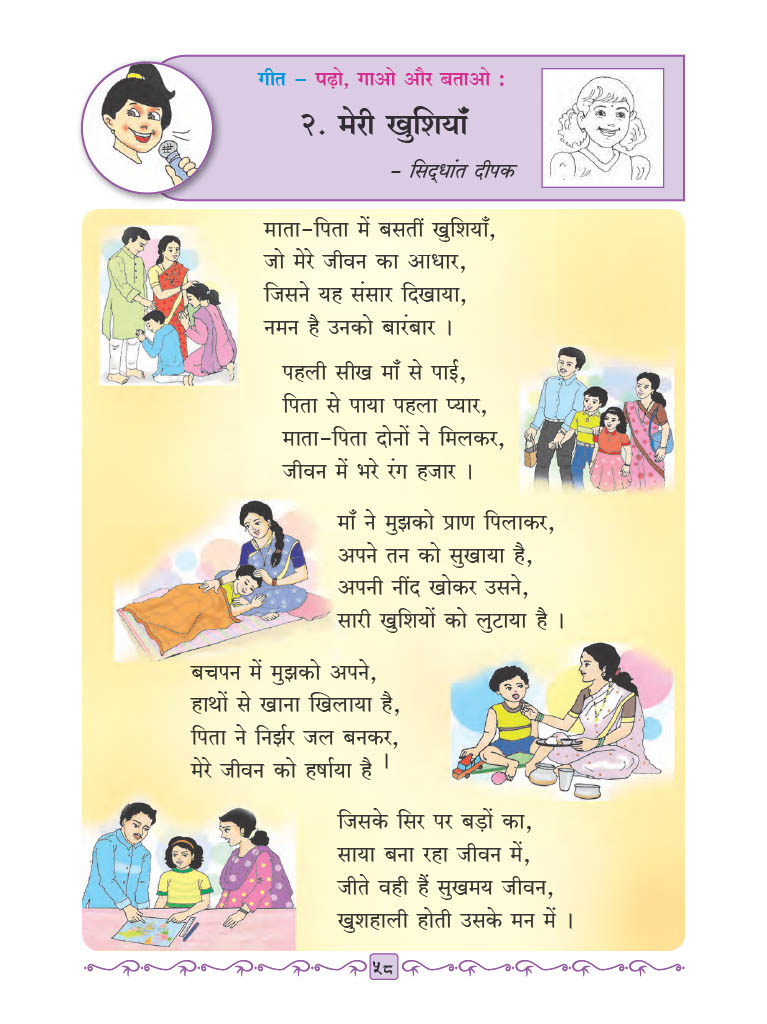 गीत – पढ़ो, गाओ और बताओ :
२. मेरी खुशियाँ
– सिद्धांत दीपक
माता-पिता में बसतीं खुशियाँ,
जो मेरे जीवन का आधार,
जिसने यह संसार दिखाया,
नमन है उनको बारंबार ।
पहली सीख माँ से पाई,
पिता से पाया पहला प्यार,
माता-पिता दोनों ने मिलकर,
जीवन में भरे रंग हजार ।
माँ ने मुझको प्राण पिलाकर,
अपने तन को सुखाया है,
अपनी नींद खोकर उसने,
सारी खुशियों को लुटाया है ।
बचपन में मुझको अपने,
हाथों से खाना खिलाया है,
पिता ने निर्झर जल बनकर,
मेरे जीवन को हर्षाया है ।
जिसके सिर पर बड़ों का,
साया बना रहा जीवन में,
जीते वही हैं सुखमय जीवन,
खुशहाली होती उसके मन में ।
५८